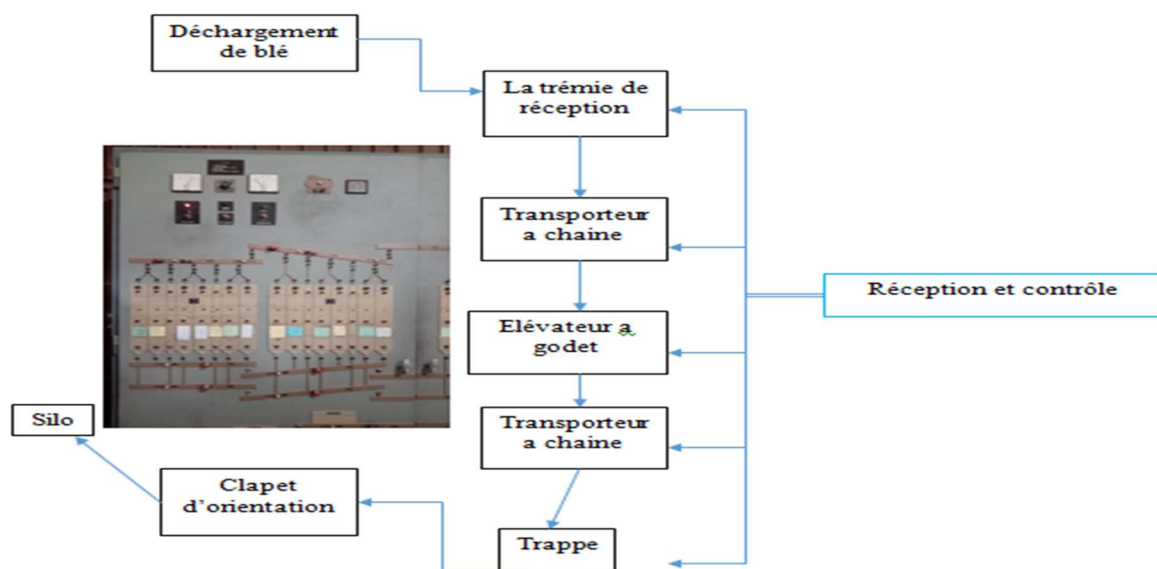 Déchargement
de blé
La trémie de
réception
Transporteur
a chaine
Réception et contrôle
Elévateur a
godet
Transporteur
a chaine
Silo
Clapet
d'orientation
Trappe